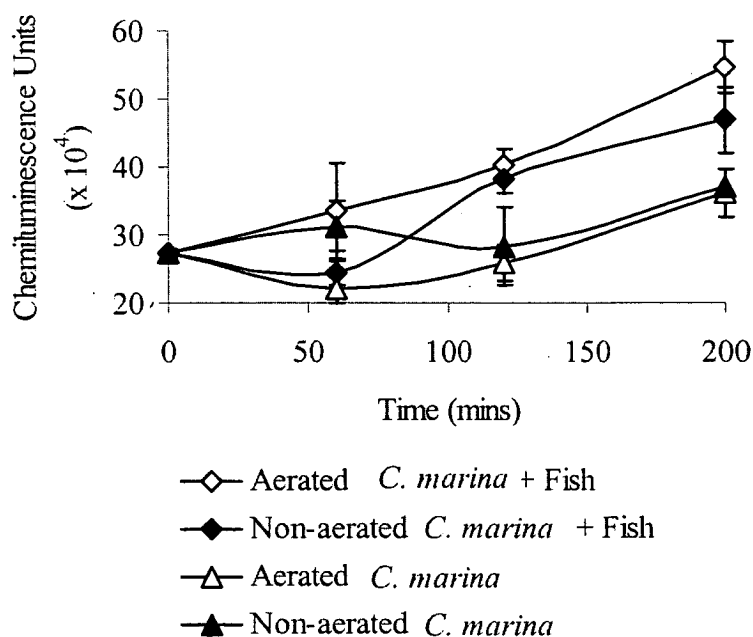 Chemiluminescence Units
(x 10⁴)
60
50
40
30
20
0
50
100
150
200
Time (mins)
Aerated C. marina + Fish
Non-aerated C. marina + Fish
Aerated C. marina
Non-aerated C. marina